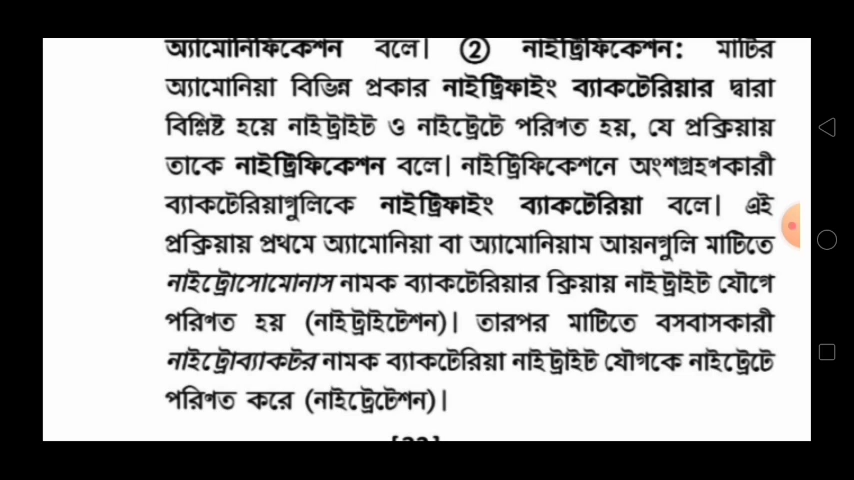 অ্যামোনিফিকেশন বলে। ② নাইট্রিফিকেশন: মাটির
অ্যামোনিয়া বিভিন্ন প্রকার নাইট্রিফাইং ব্যাকটেরিয়ার দ্বারা
বিশ্লিষ্ট হয়ে নাইট্রাইট ও নাইট্রেটে পরিণত হয়, যে প্রক্রিয়ায়
তাকে নাইট্রিফিকেশন বলে। নাইট্রিফিকেশনে অংশগ্রহণকারী
ব্যাকটেরিয়াগুলিকে নাইট্রিফাইং ব্যাকটেরিয়া বলে। এই
প্রক্রিয়ায় প্রথমে অ্যামোনিয়া বা অ্যামোনিয়াম আয়নগুলি মাটিতে
নাইট্রোসোমোনাস নামক ব্যাকটেরিয়ার ক্রিয়ায় নাইট্রাইট যৌগে
পরিণত হয় (নাইট্রাইটেশন)। তারপর মাটিতে বসবাসকারী
নাইট্রোব্যাকটর নামক ব্যাকটেরিয়া নাইট্রাইট যৌগকে নাইট্রেটে
পরিণত করে (নাইট্রেটেশন)।